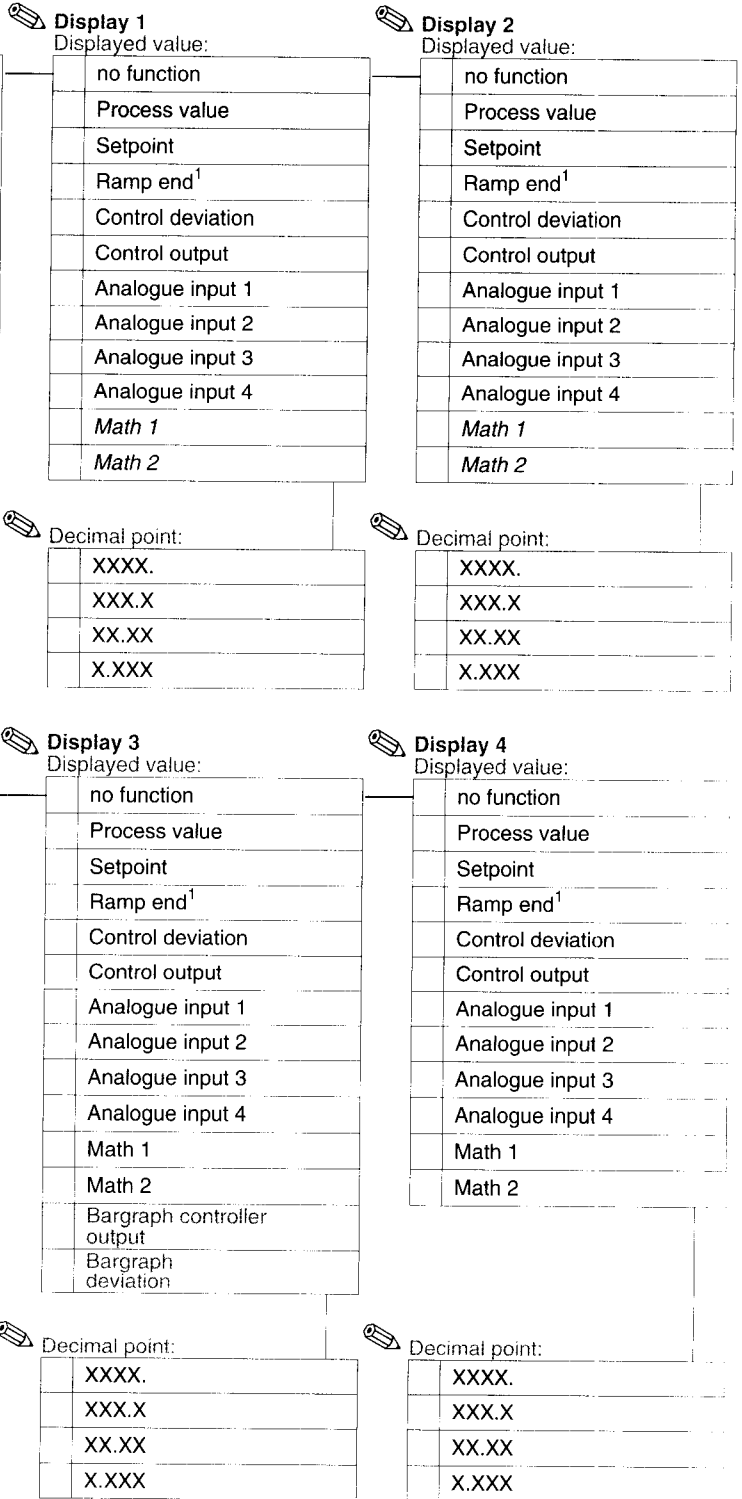 Display 1
Displayed value:
no function
Process value
Setpoint
Ramp end¹
Control deviation
Control output
Analogue input 1
Analogue input 2
Analogue input 3
Analogue input 4
Math 1
Math 2
Decimal point:
XXXX.
XXX.X
XX.XX
X.XXX
Display 2
Displayed value:
no function
Process value
Setpoint
Ramp end¹
Control deviation
Control output
Analogue input 1
Analogue input 2
Analogue input 3
Analogue input 4
Math 1
Math 2
Decimal point:
XXXX.
XXX.X
XX.XX
X.XXX
Display 3
Displayed value:
no function
Process value
Setpoint
Ramp end¹
Control deviation
Control output
Analogue input 1
Analogue input 2
Analogue input 3
Analogue input 4
Math 1
Math 2
Bargraph controller
output
Bargraph
deviation
Decimal point:
XXXX.
XXX.X
XX.XX
X.XXX
Display 4
Displayed value:
no function
Process value
Setpoint
Ramp end¹
Control deviation
Control output
Analogue input 1
Analogue input 2
Analogue input 3
Analogue input 4
Math 1
Math 2
Decimal point:
XXXX.
XXX.X
XX.XX
X.XXX